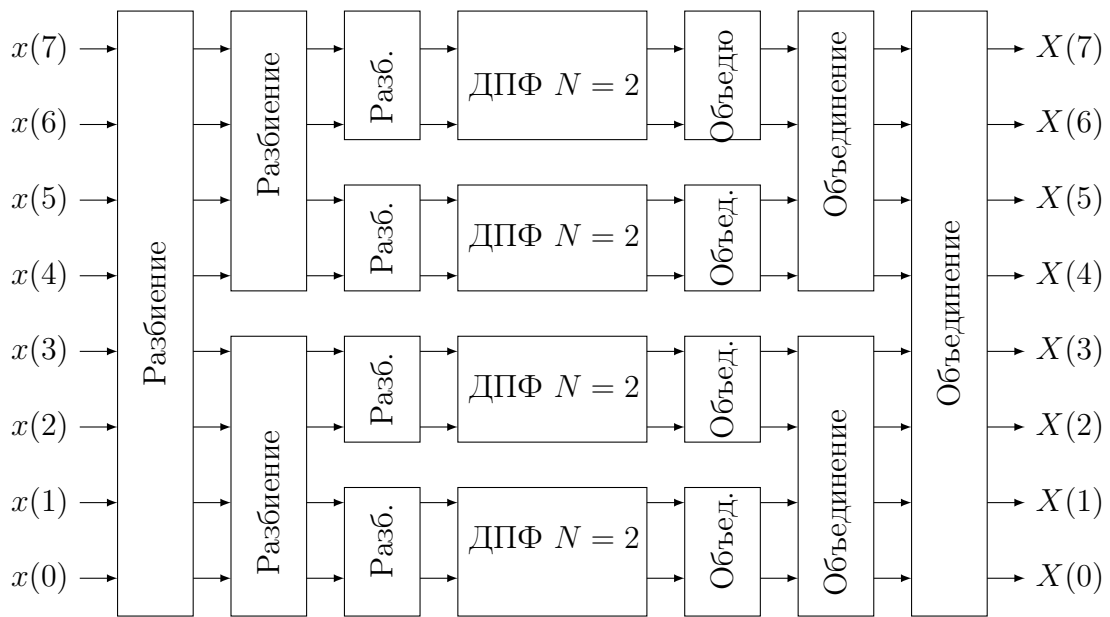 x(7)
x(6)
x(5)
x(4)
x(3)
x(2)
x(1)
x(0)
Разбиение
Разбиение
Разбиение
Разб.
Разб.
Разб.
Разб.
ДПФ N = 2
ДПФ N = 2
ДПФ N = 2
ДПФ N = 2
Объедю
Объед.
Объед.
Объед.
Объединение
Объединение
Объединение
X(7)
X(6)
X(5)
X(4)
X(3)
X(2)
X(1)
X(0)